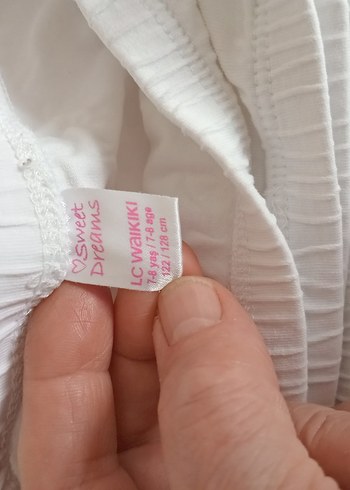 ♡Sweet
Dreams
LC WAIKIKI
7-8 yaş / 7-8 age
122 / 128 cm